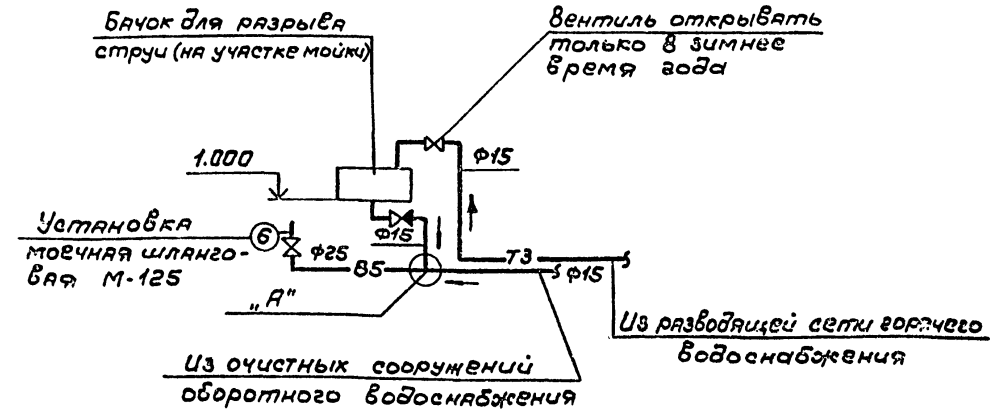 Бачок для разрыва
струи (на участке мойки)
Вентиль открывать
только в зимнее
время года
1.000
Ф15
Установка
моечная шланго-
вая М-125
6
Ф25
Ф15
В5
Т3
Ф15
„А"
Из разводящей сети горячего
водоснабжения
Из очистных сооружений
оборотного водоснабжения